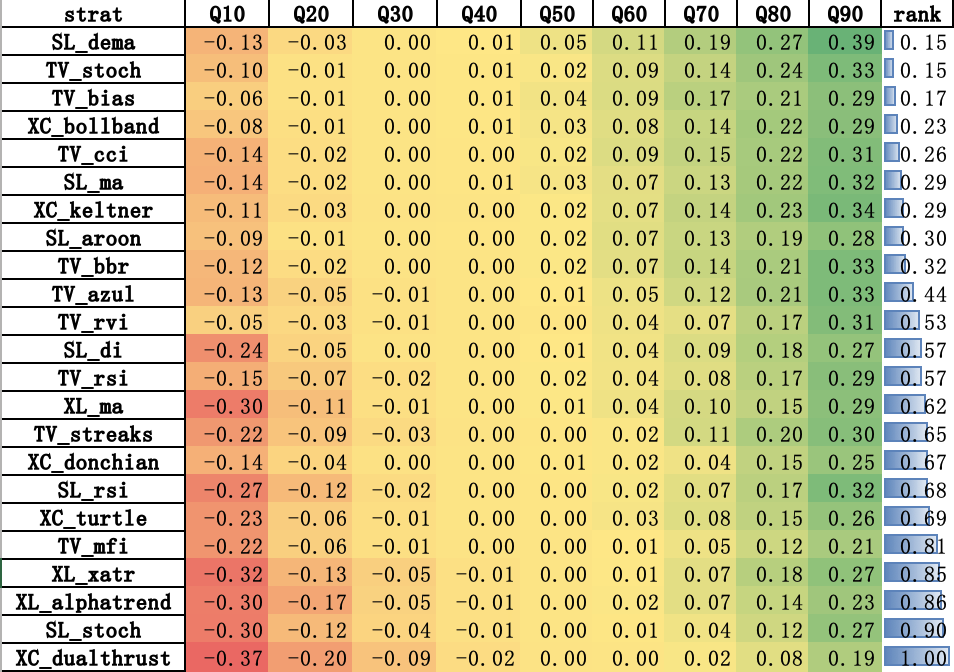 strat Q10 Q20 Q30 Q40 Q50 Q60 Q70 Q80 Q90 rank
SL_dema -0.13 -0.03 0.00 0.01 0.05 0.11 0.19 0.27 0.39 0.15
TV_stoch -0.10 -0.01 0.00 0.01 0.02 0.09 0.14 0.24 0.33 0.15
TV_bias -0.06 -0.01 0.00 0.01 0.04 0.09 0.17 0.21 0.29 0.17
XC_bollband -0.08 -0.01 0.00 0.01 0.03 0.08 0.14 0.22 0.29 0.23
TV_cci -0.14 -0.02 0.00 0.00 0.02 0.09 0.15 0.22 0.31 0.26
SL_ma -0.14 -0.02 0.00 0.01 0.03 0.07 0.13 0.22 0.32 0.29
XC_keltner -0.11 -0.03 0.00 0.00 0.02 0.07 0.14 0.23 0.34 0.29
SL_aroon -0.09 -0.01 0.00 0.00 0.02 0.07 0.13 0.19 0.28 0.30
TV_bbr -0.12 -0.02 0.00 0.00 0.02 0.07 0.14 0.21 0.33 0.32
TV_azul -0.13 -0.05 -0.01 0.00 0.01 0.05 0.12 0.21 0.33 0.44
TV_rvi -0.05 -0.03 -0.01 0.00 0.00 0.04 0.07 0.17 0.31 0.53
SL_di -0.24 -0.05 0.00 0.00 0.01 0.04 0.09 0.18 0.27 0.57
TV_rsi -0.15 -0.07 -0.02 0.00 0.02 0.04 0.08 0.17 0.29 0.57
XL_ma -0.30 -0.11 -0.01 0.00 0.01 0.04 0.10 0.15 0.29 0.62
TV_streaks -0.22 -0.09 -0.03 0.00 0.00 0.02 0.11 0.20 0.30 0.65
XC_donchian -0.14 -0.04 0.00 0.00 0.01 0.02 0.04 0.15 0.25 0.67
SL_rsi -0.27 -0.12 -0.02 0.00 0.00 0.02 0.07 0.17 0.32 0.68
XC_turtle -0.23 -0.06 -0.01 0.00 0.00 0.03 0.08 0.15 0.26 0.69
TV_mfi -0.22 -0.06 -0.01 0.00 0.00 0.01 0.05 0.12 0.21 0.81
XL_xatr -0.32 -0.13 -0.05 -0.01 0.00 0.01 0.07 0.18 0.27 0.85
XL_alphatrend -0.30 -0.17 -0.05 -0.01 0.00 0.02 0.07 0.14 0.23 0.86
SL_stoch -0.30 -0.12 -0.04 -0.01 0.00 0.01 0.04 0.12 0.27 0.90
XC_dualthrust -0.37 -0.20 -0.09 -0.02 0.00 0.00 0.02 0.08 0.19 1.00